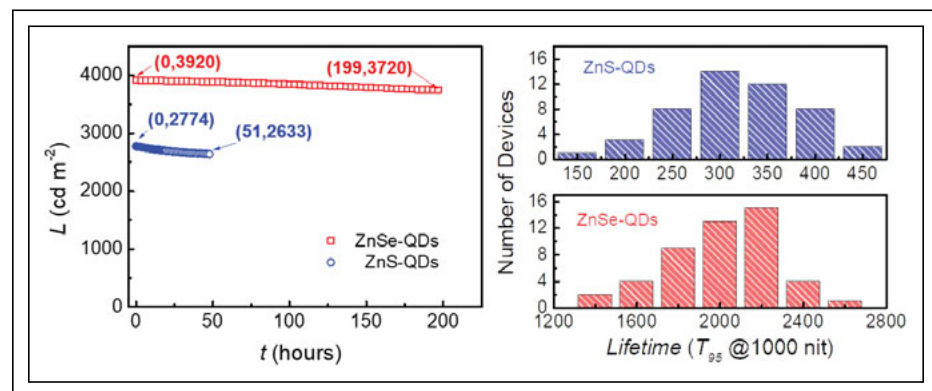 (0,3920)
(199,3720)
(0,2774)
(51,2633)
ZnSe-QDs
ZnS-QDs
L (cd m⁻²)
4000
3000
2000
1000
0
0 50 100 150 200
t (hours)
Number of Devices
ZnS-QDs
16
12
8
4
0
150 200 250 300 350 400 450
ZnSe-QDs
16
12
8
4
0
1200 1600 2000 2400 2800
Lifetime (T₉₅ @1000 nit)